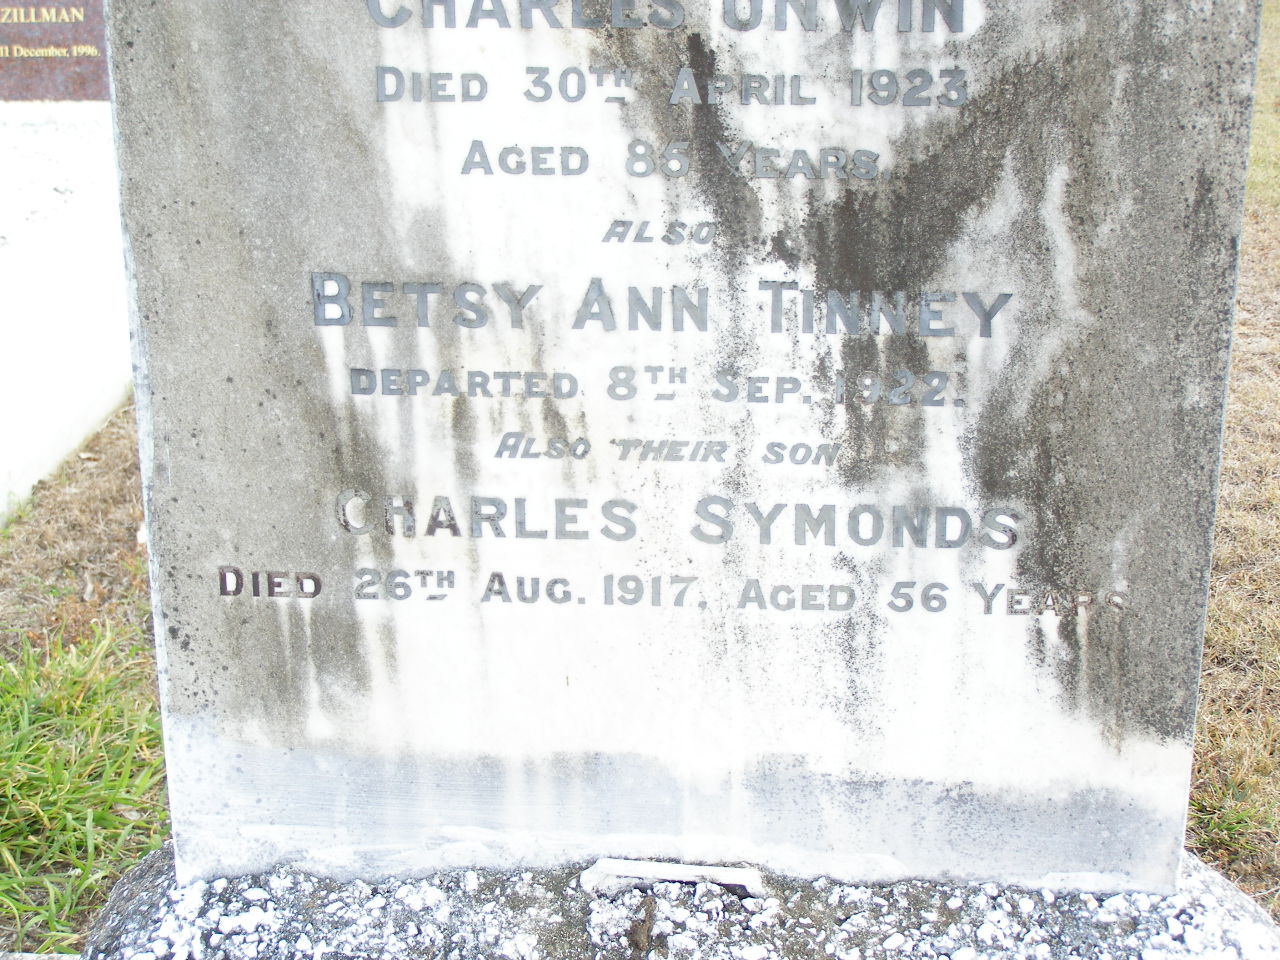 ZILLMAN
11 December, 1996.
CHARLES UNWIN
DIED 30TH APRIL 1923
AGED 85 YEARS.
ALSO
BETSY ANN TINNEY
DEPARTED 8TH SEP. 1922.
ALSO THEIR SON
CHARLES SYMONDS
DIED 26TH AUG. 1917, AGED 56 YEARS